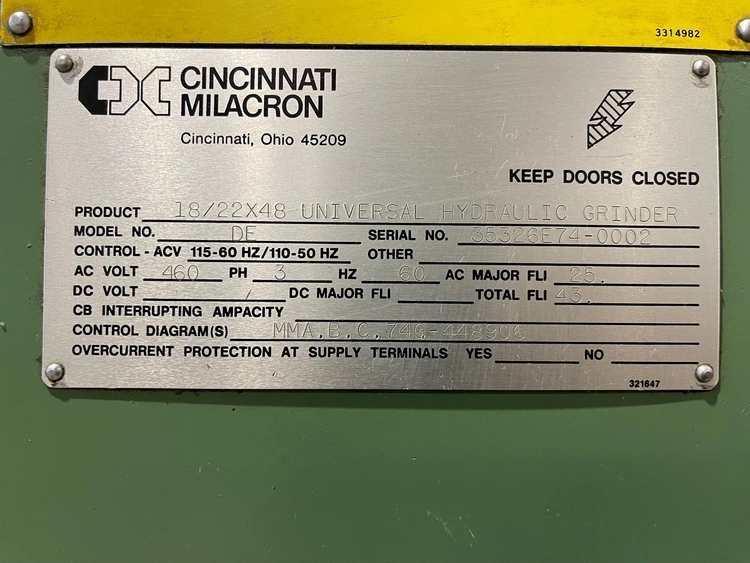 3314982
CINCINNATI
MILACRON
Cincinnati, Ohio 45209
KEEP DOORS CLOSED
PRODUCT 18/22X48 UNIVERSAL HYDRAULIC GRINDER
MODEL NO. DE SERIAL NO. 35326E74-0002
CONTROL - ACV 115-60 HZ/110-50 HZ OTHER
AC VOLT 460 PH 3 HZ 60 AC MAJOR FLI 25.
DC VOLT / DC MAJOR FLI TOTAL FLI 43.
CB INTERRUPTING AMPACITY
CONTROL DIAGRAM(S) MMA.B.C.74C-448906
OVERCURRENT PROTECTION AT SUPPLY TERMINALS YES NO
321647